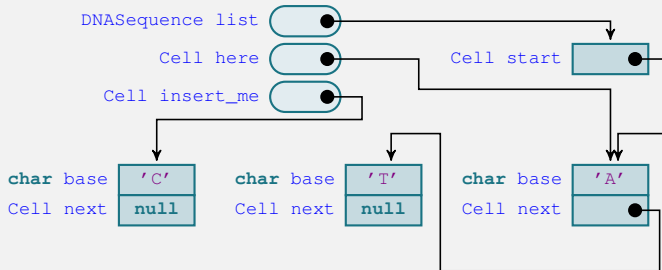 DNASequence list
Cell here
Cell start
Cell insert_me
char base 'C' char base 'T' char base 'A'
Cell next null Cell next null Cell next